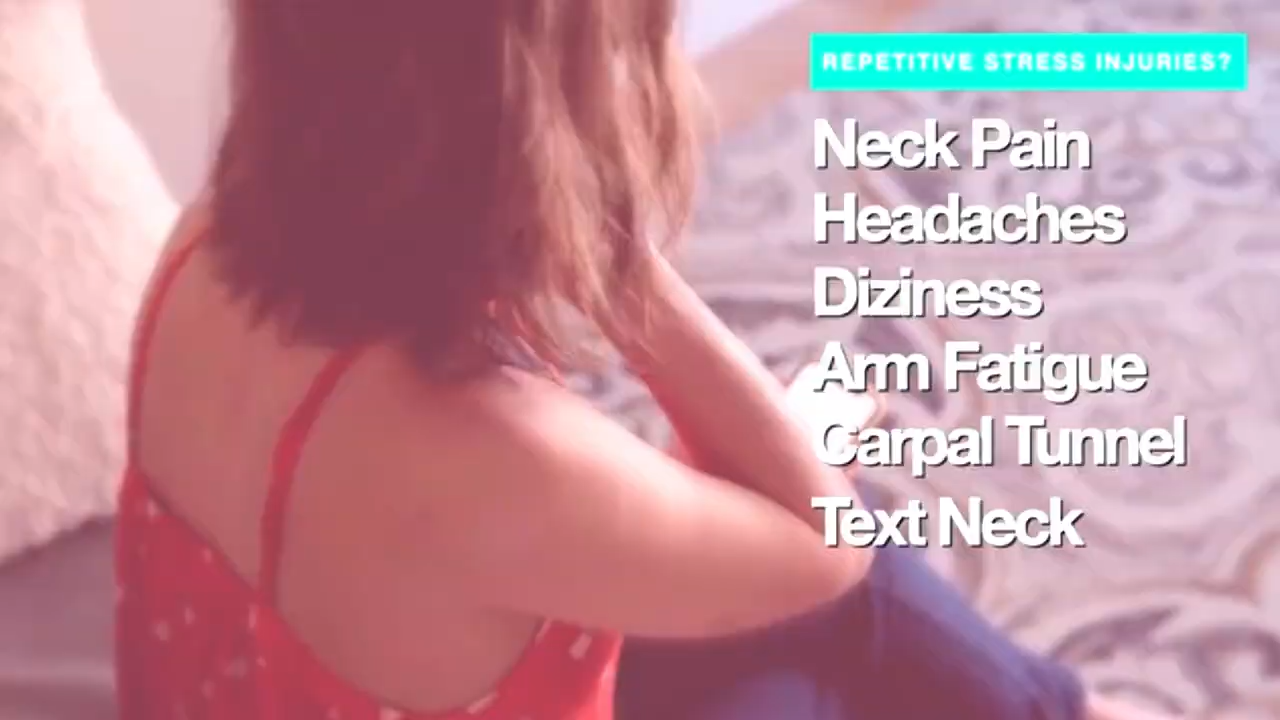 REPETITIVE STRESS INJURIES?
Neck Pain
Headaches
Diziness
Arm Fatigue
Carpal Tunnel
Text Neck